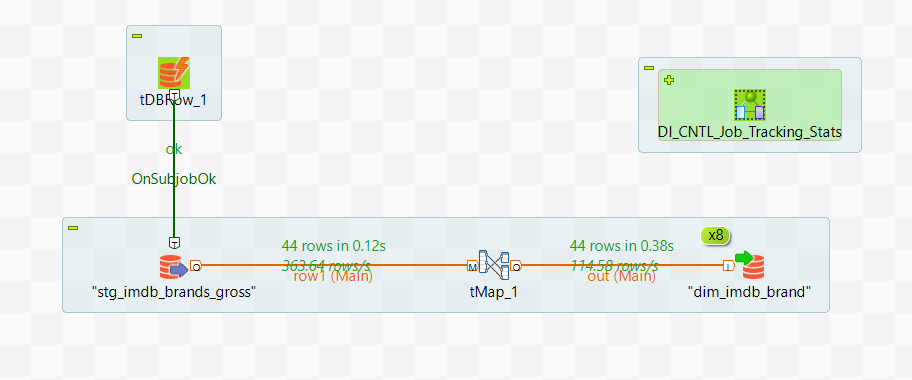 tDBRow_1
DI_CNTL_Job_Tracking_Stats
ok
OnSubjobOk
44 rows in 0.12s
363.64 rows/s
row1 (Main)
44 rows in 0.38s
114.58 rows/s
out (Main)
x8
T
T
O
M
O
I
"stg_imdb_brands_gross"
tMap_1
"dim_imdb_brand"